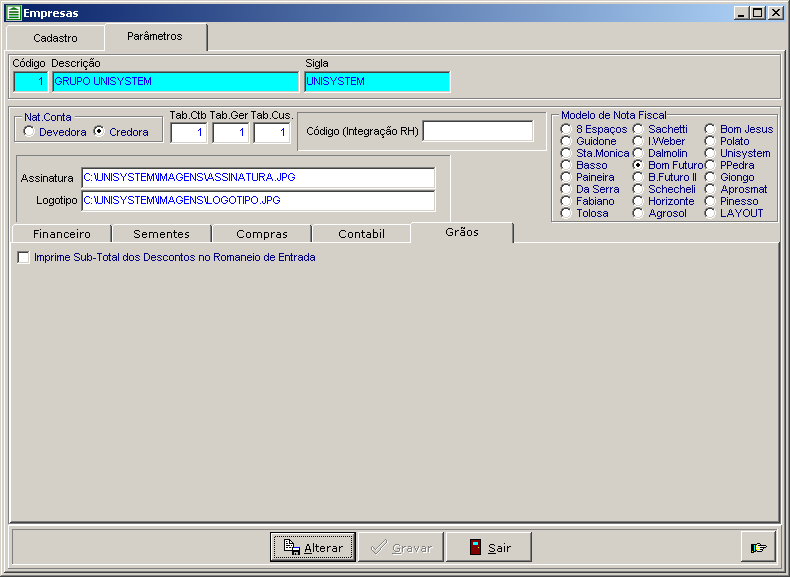 Empresas
Cadastro Parâmetros
Código Descrição Sigla
1 GRUPO UNISYSTEM UNISYSTEM
Nat.Conta
Devedora Credora
Tab.Ctb Tab.Ger Tab.Cus.
1 1 1
Código (Integração RH)
Modelo de Nota Fiscal
8 Espaços Sachetti Bom Jesus
Guidone I.Weber Polato
Sta.Monica Dalmolin Unisystem
Basso Bom Futuro PPedra
Paineira B.Futuro II Giongo
Da Serra Schecheli Aprosmat
Fabiano Horizonte Pinesso
Tolosa Agrosol LAYOUT
Assinatura C:\UNISYSTEM\IMAGENS\ASSINATURA.JPG
Logotipo C:\UNISYSTEM\IMAGENS\LOGOTIPO.JPG
Financeiro Sementes Compras Contabil Grãos
Imprime Sub-Total dos Descontos no Romaneio de Entrada
Alterar Gravar Sair